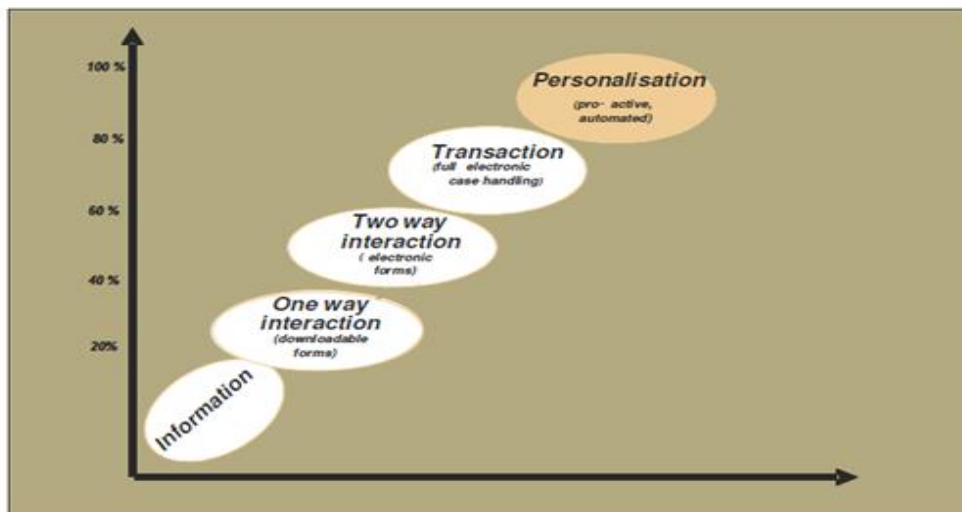 100 %
80 %
60 %
40 %
20%
Personalisation
(pro- active,
automated)
Transaction
(full electronic
case handling)
Two way
interaction
( electronic
forms)
One way
interaction
(downloadable
forms)
Information